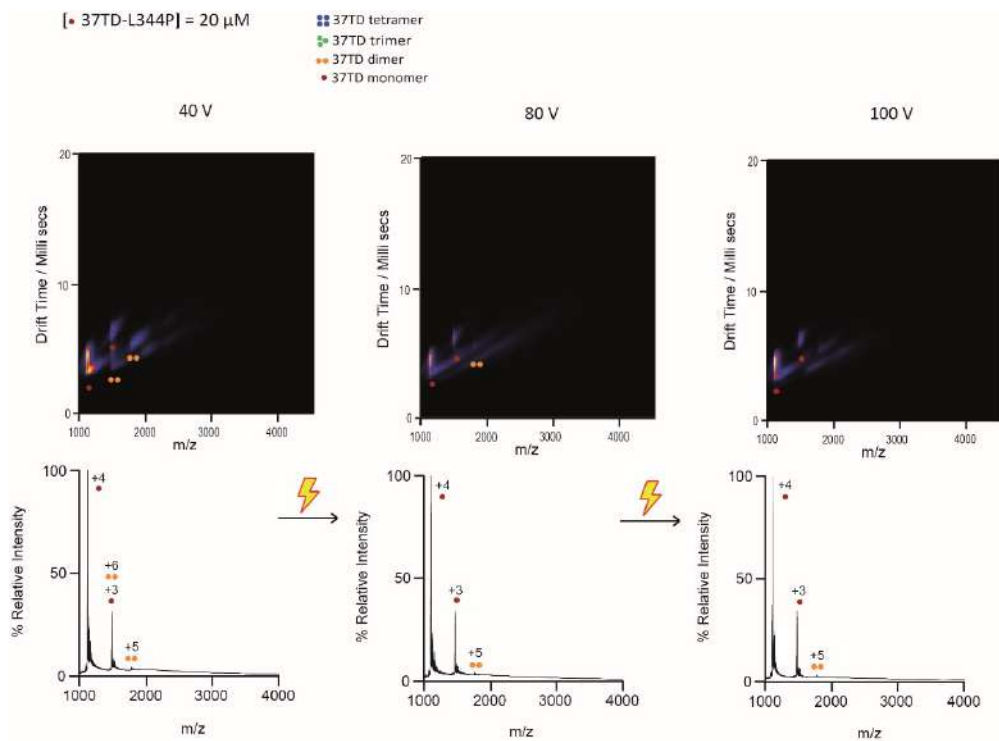 [• 37TD-L344P] = 20 µM
37TD tetramer
37TD trimer
37TD dimer
37TD monomer
40 V
80 V
100 V
Drift Time / Milli secs
20
10
0
1000
2000
3000
4000
m/z
Drift Time / Milli secs
20
10
0
1000
2000
3000
4000
m/z
Drift Time / Milli secs
20
10
0
1000
2000
3000
4000
m/z
% Relative Intensity
100
50
0
+4
+6
+3
+5
1000
2000
3000
4000
m/z
% Relative Intensity
100
50
0
+4
+3
+5
1000
2000
3000
4000
m/z
% Relative Intensity
100
50
0
+4
+3
+5
1000
2000
3000
4000
m/z